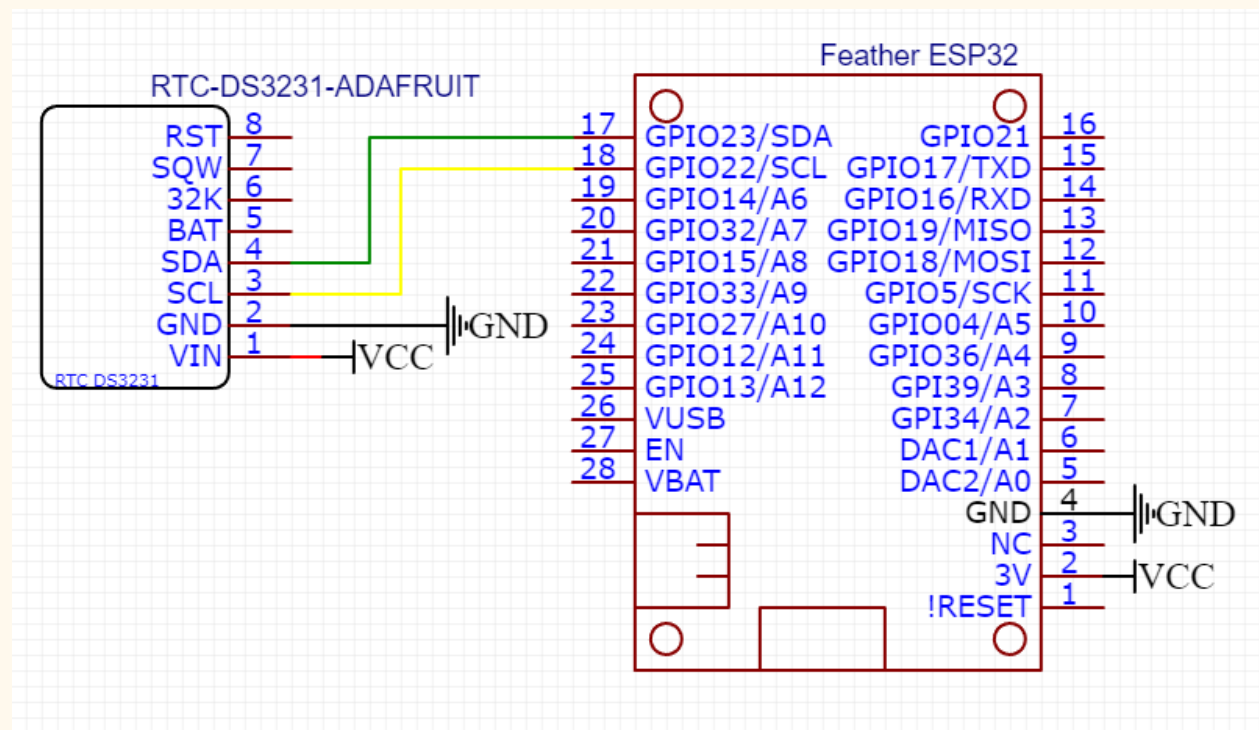 Feather ESP32
RTC-DS3231-ADAFRUIT
RST 8
SQW 7
32K 6
BAT 5
SDA 4
SCL 3
GND 2 GND
VIN 1 VCC
RTC DS3231
17 GPIO23/SDA GPIO21 16
18 GPIO22/SCL GPIO17/TXD 15
19 GPIO14/A6 GPIO16/RXD 14
20 GPIO32/A7 GPIO19/MISO 13
21 GPIO15/A8 GPIO18/MOSI 12
22 GPIO33/A9 GPIO5/SCK 11
23 GPIO27/A10 GPIO04/A5 10
24 GPIO12/A11 GPIO36/A4 9
25 GPIO13/A12 GPI39/A3 8
26 VUSB GPI34/A2 7
27 EN DAC1/A1 6
28 VBAT DAC2/A0 5
GND 4 GND
NC 3
3V 2 VCC
!RESET 1